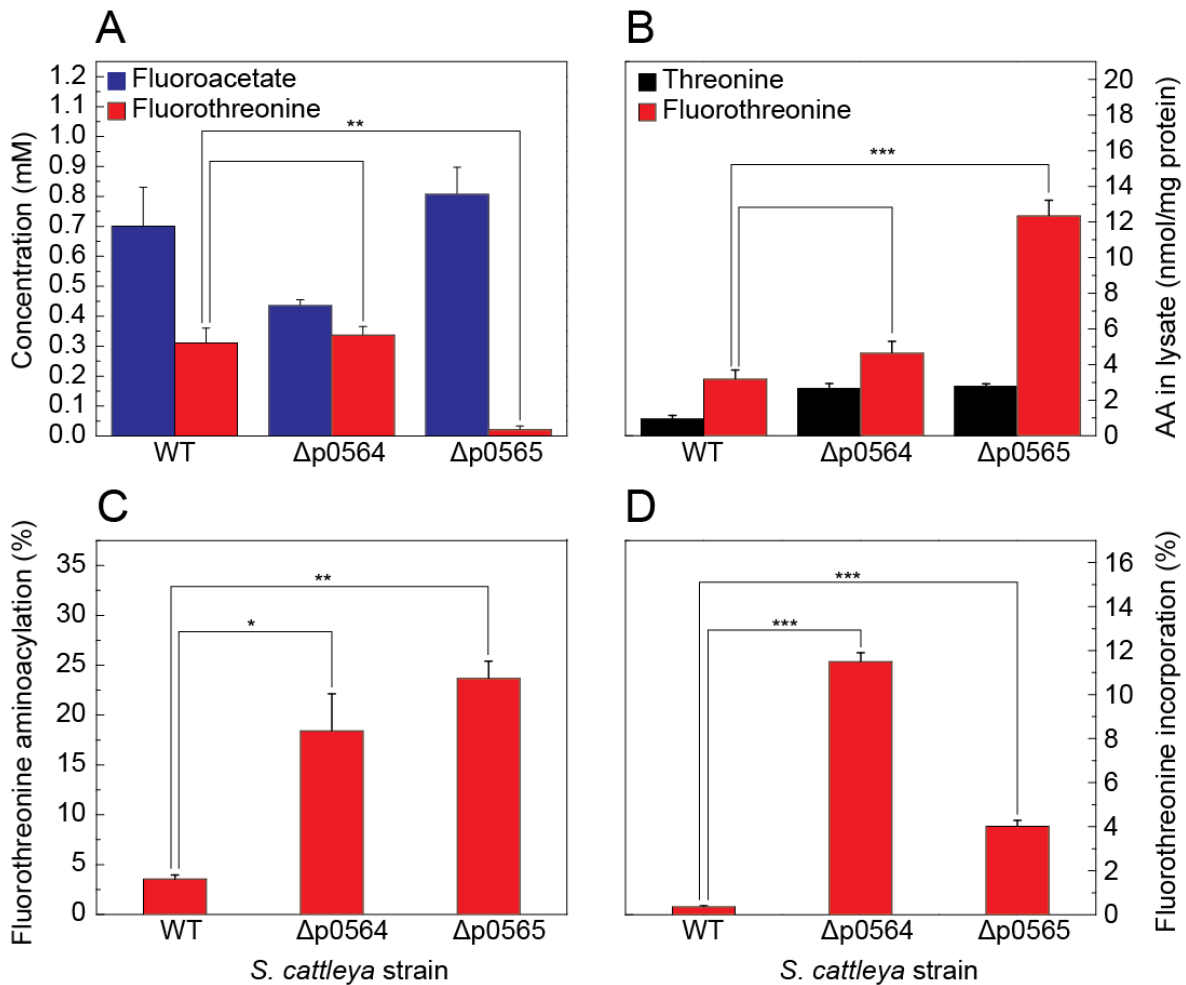 A
Fluoroacetate
Fluorothreonine
**
Concentration (mM)
1.2
1.1
1.0
0.9
0.8
0.7
0.6
0.5
0.4
0.3
0.2
0.1
0.0
WT Δp0564 Δp0565
B
Threonine
Fluorothreonine
***
20
18
16
14
12
10
8
6
4
2
0
AA in lysate (nmol/mg protein)
WT Δp0564 Δp0565
C
Fluorothreonine aminoacylation (%)
35
30
25
20
15
10
5
0
**
*
WT Δp0564 Δp0565
S. cattleya strain
D
***
***
16
14
12
10
8
6
4
2
0
Fluorothreonine incorporation (%)
WT Δp0564 Δp0565
S. cattleya strain